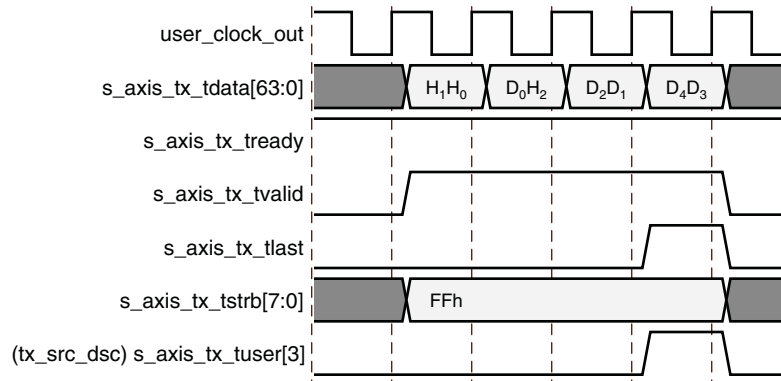 user_clock_out
s_axis_tx_tdata[63:0] H₁H₀ D₀H₂ D₂D₁ D₄D₃
s_axis_tx_tready
s_axis_tx_tvalid
s_axis_tx_tlast
s_axis_tx_tstrb[7:0] FFh
(tx_src_dsc) s_axis_tx_tuser[3]